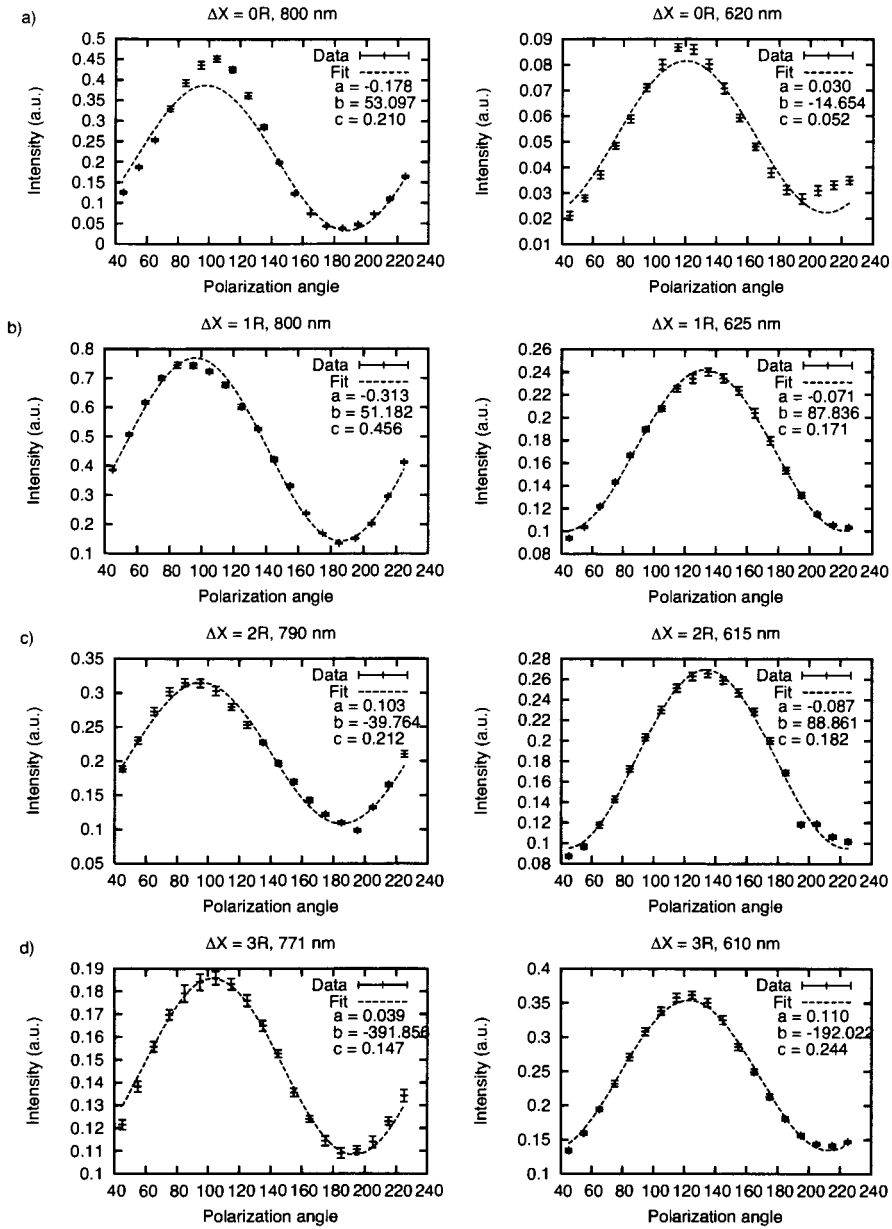 a)
ΔX = 0R, 800 nm
Intensity (a.u.)
0.5
0.45
0.4
0.35
0.3
0.25
0.2
0.15
0.1
0.05
0
40 60 80 100 120 140 160 180 200 220 240
Polarization angle
Data
Fit
a = -0.178
b = 53.097
c = 0.210
ΔX = 0R, 620 nm
Intensity (a.u.)
0.09
0.08
0.07
0.06
0.05
0.04
0.03
0.02
0.01
40 60 80 100 120 140 160 180 200 220 240
Polarization angle
Data
Fit
a = 0.030
b = -14.654
c = 0.052
b)
ΔX = 1R, 800 nm
Intensity (a.u.)
0.8
0.7
0.6
0.5
0.4
0.3
0.2
0.1
40 60 80 100 120 140 160 180 200 220 240
Polarization angle
Data
Fit
a = -0.313
b = 51.182
c = 0.456
ΔX = 1R, 625 nm
Intensity (a.u.)
0.24
0.22
0.2
0.18
0.16
0.14
0.12
0.1
0.08
40 60 80 100 120 140 160 180 200 220 240
Polarization angle
Data
Fit
a = -0.071
b = 87.836
c = 0.171
c)
ΔX = 2R, 790 nm
Intensity (a.u.)
0.35
0.3
0.25
0.2
0.15
0.1
0.05
40 60 80 100 120 140 160 180 200 220 240
Polarization angle
Data
Fit
a = 0.103
b = -39.764
c = 0.212
ΔX = 2R, 615 nm
Intensity (a.u.)
0.28
0.26
0.24
0.22
0.2
0.18
0.16
0.14
0.12
0.1
0.08
40 60 80 100 120 140 160 180 200 220 240
Polarization angle
Data
Fit
a = -0.087
b = 88.861
c = 0.182
d)
ΔX = 3R, 771 nm
Intensity (a.u.)
0.19
0.18
0.17
0.16
0.15
0.14
0.13
0.12
0.11
0.1
40 60 80 100 120 140 160 180 200 220 240
Polarization angle
Data
Fit
a = 0.039
b = -391.856
c = 0.147
ΔX = 3R, 610 nm
Intensity (a.u.)
0.4
0.35
0.3
0.25
0.2
0.15
0.1
40 60 80 100 120 140 160 180 200 220 240
Polarization angle
Data
Fit
a = 0.110
b = -192.022
c = 0.244